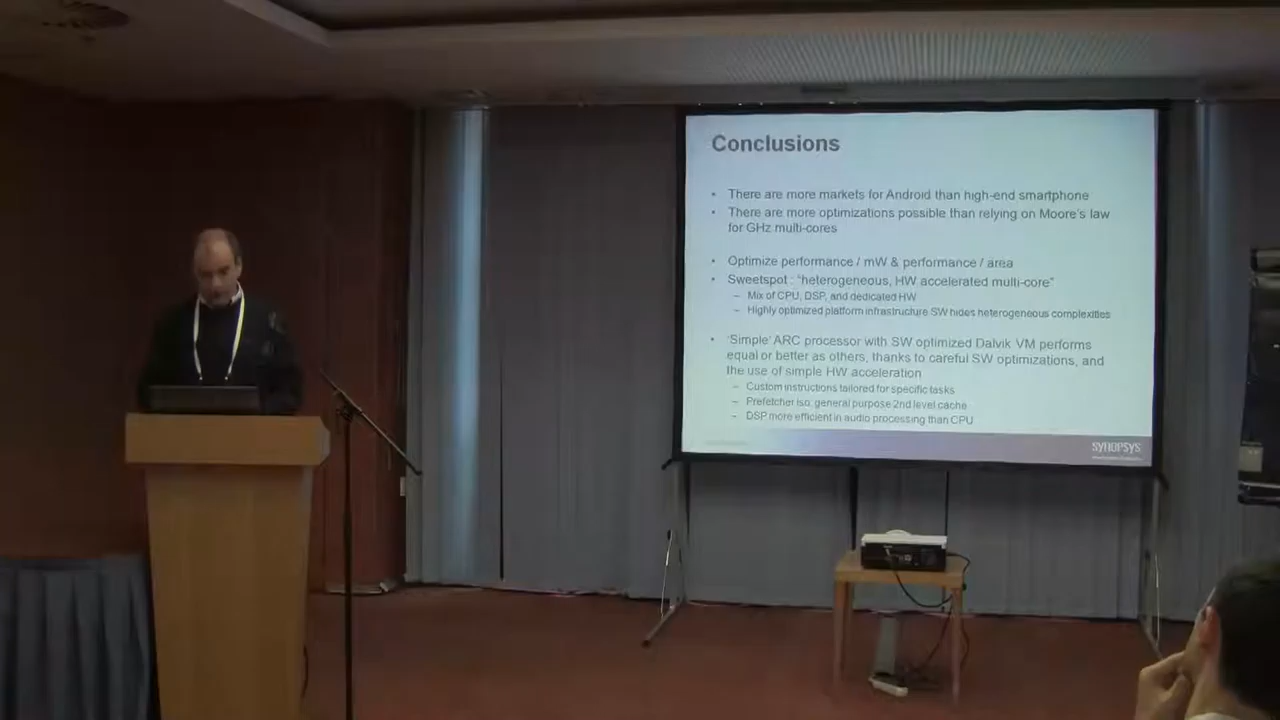 Conclusions
• There are more markets for Android than high-end smartphone
• There are more optimizations possible than relying on Moore's law
for GHz multi-cores
• Optimize performance / mW & performance / area
• Sweetspot : "heterogeneous, HW accelerated multi-core"
– Mix of CPU, DSP, and dedicated HW
– Highly optimized platform infrastructure SW hides heterogeneous complexities
• 'Simple' ARC processor with SW optimized Dalvik VM performs
equal or better as others, thanks to careful SW optimizations, and
the use of simple HW acceleration
– Custom instructions tailored for specific tasks
– Prefetcher iso. general purpose 2nd level cache
– DSP more efficient in audio processing than CPU
SYNOPSYS